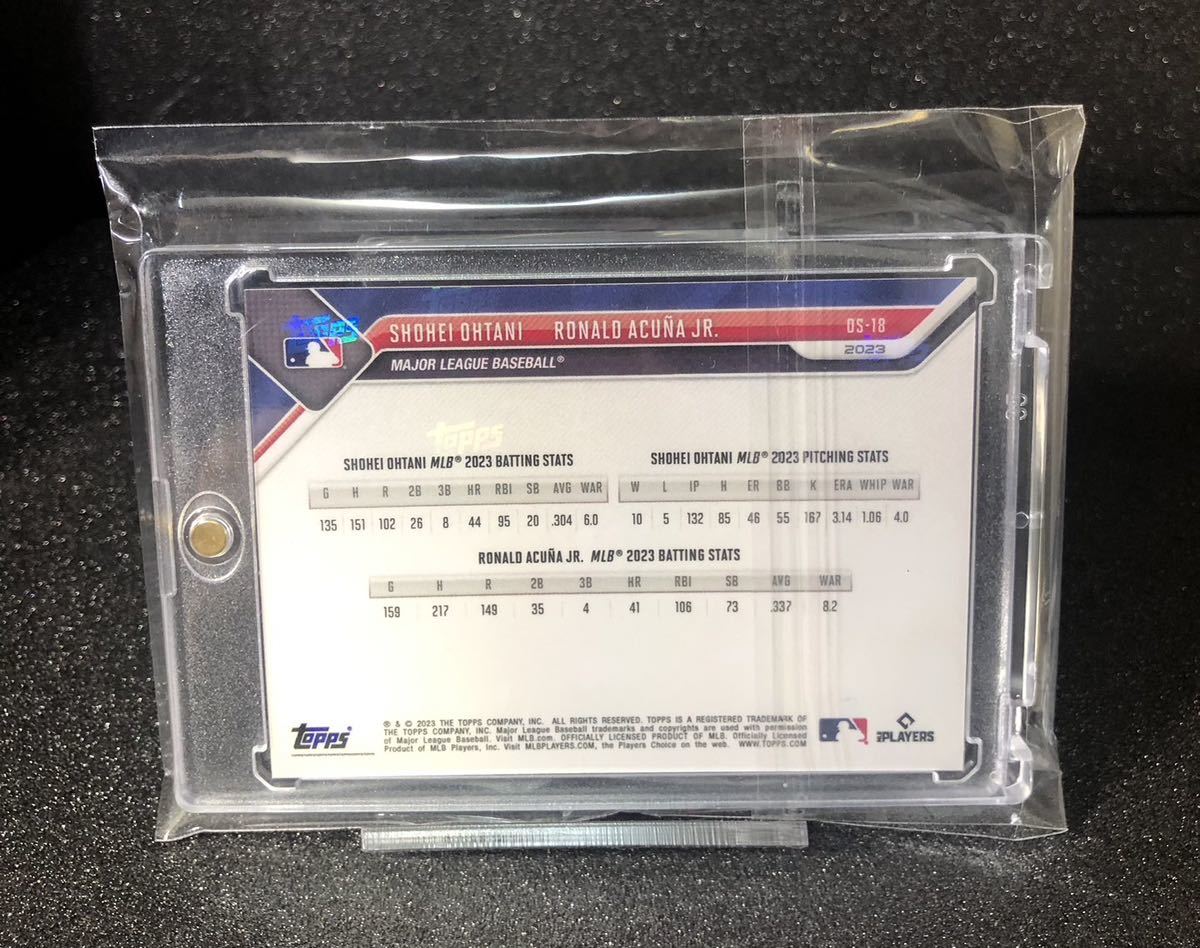 topps
SHOHEI OHTANI RONALD ACUÑA JR. DS-18
2023
MAJOR LEAGUE BASEBALL®
topps
SHOHEI OHTANI MLB® 2023 BATTING STATS
G H R 2B 3B HR RBI SB AVG WAR
135 151 102 26 8 44 95 20 .304 6.0
SHOHEI OHTANI MLB® 2023 PITCHING STATS
W L IP H ER BB K ERA WHIP WAR
10 5 132 85 46 55 167 3.14 1.06 4.0
RONALD ACUÑA JR. MLB® 2023 BATTING STATS
G H R 2B 3B HR RBI SB AVG WAR
159 217 149 35 4 41 106 73 .337 8.2
topps®
® & © 2023 THE TOPPS COMPANY, INC. ALL RIGHTS RESERVED. TOPPS IS A REGISTERED TRADEMARK OF
THE TOPPS COMPANY, INC. Major League Baseball trademarks and copyrights are used with permission
of Major League Baseball. Visit MLB.com. OFFICIALLY LICENSED PRODUCT OF MLB. Officially Licensed
Product of MLB Players, Inc. Visit MLBPLAYERS.COM, the Players Choice on the web. WWW.TOPPS.COM
PLAYERS